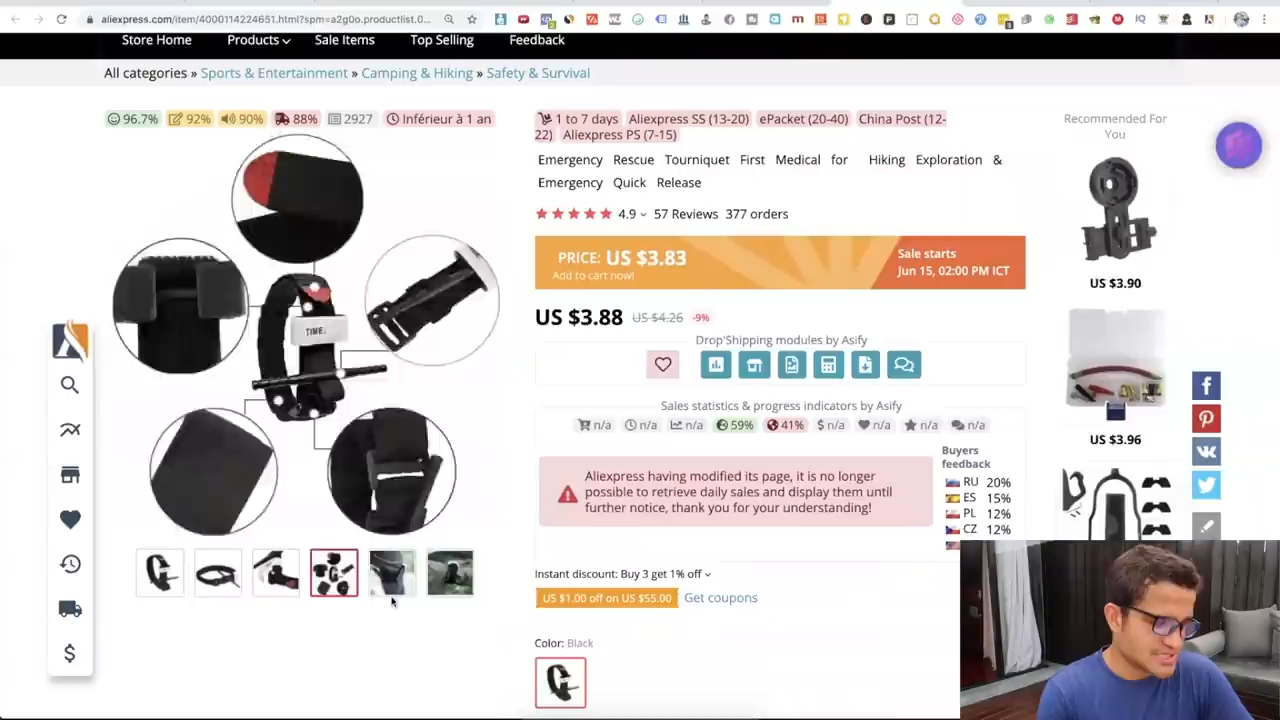 aliexpress.com/item/4000114224651.html?spm=a2g0o.productlist.0...
Store Home Products Sale Items Top Selling Feedback
All categories » Sports & Entertainment » Camping & Hiking » Safety & Survival
96.7% 92% 90% 88% 2927 Inférieur à 1 an
1 to 7 days Aliexpress SS (13-20) ePacket (20-40) China Post (12-
22) Aliexpress PS (7-15)
Emergency Rescue Tourniquet First Medical for Hiking Exploration &
Emergency Quick Release
4.9 57 Reviews 377 orders
PRICE: US $3.83
Add to cart now!
Sale starts
Jun 15, 02:00 PM ICT
US $3.88 US $4.26 -9%
Drop'Shipping modules by Asify
Sales statistics & progress indicators by Asify
n/a n/a n/a 59% 41% $ n/a n/a n/a n/a
Aliexpress having modified its page, it is no longer
possible to retrieve daily sales and display them until
further notice, thank you for your understanding!
Buyers
feedback
RU 20%
ES 15%
PL 12%
CZ 12%
Instant discount: Buy 3 get 1% off
US $1.00 off on US $55.00 Get coupons
Color: Black
TIME:
Recommended For
You
US $3.90
US $3.96